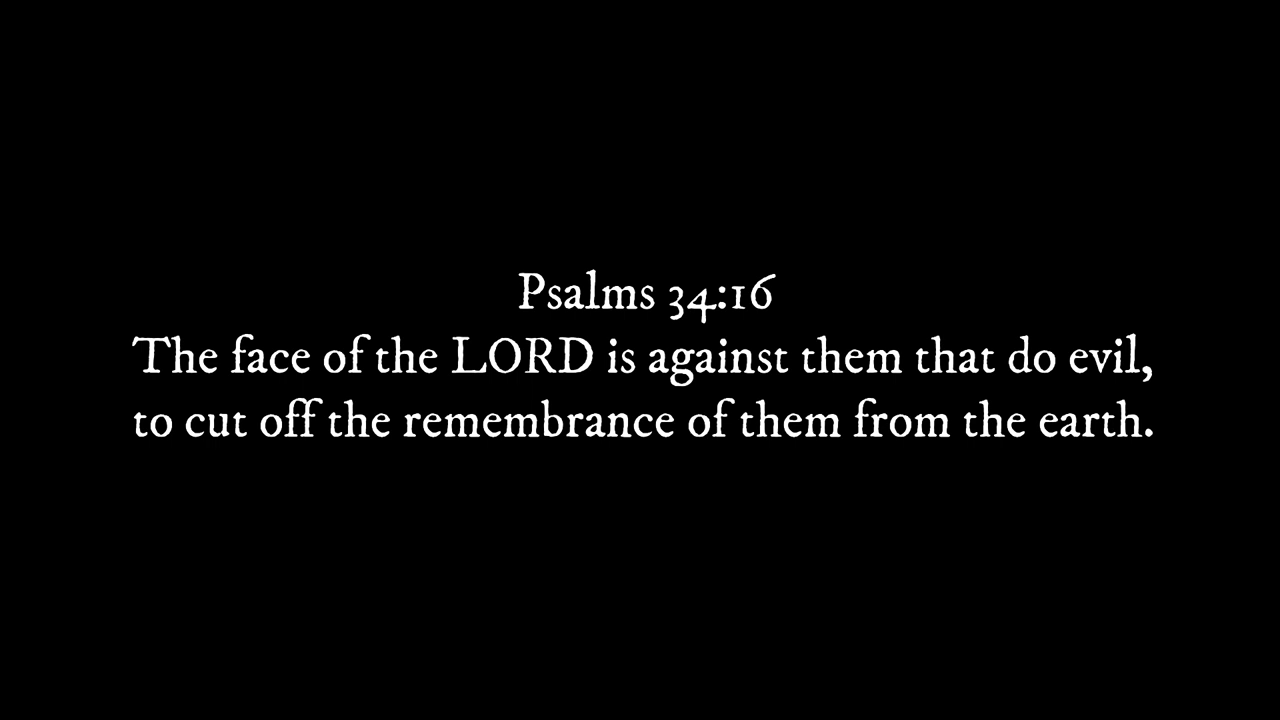 Psalms 34:16
The face of the LORD is against them that do evil,
to cut off the remembrance of them from the earth.